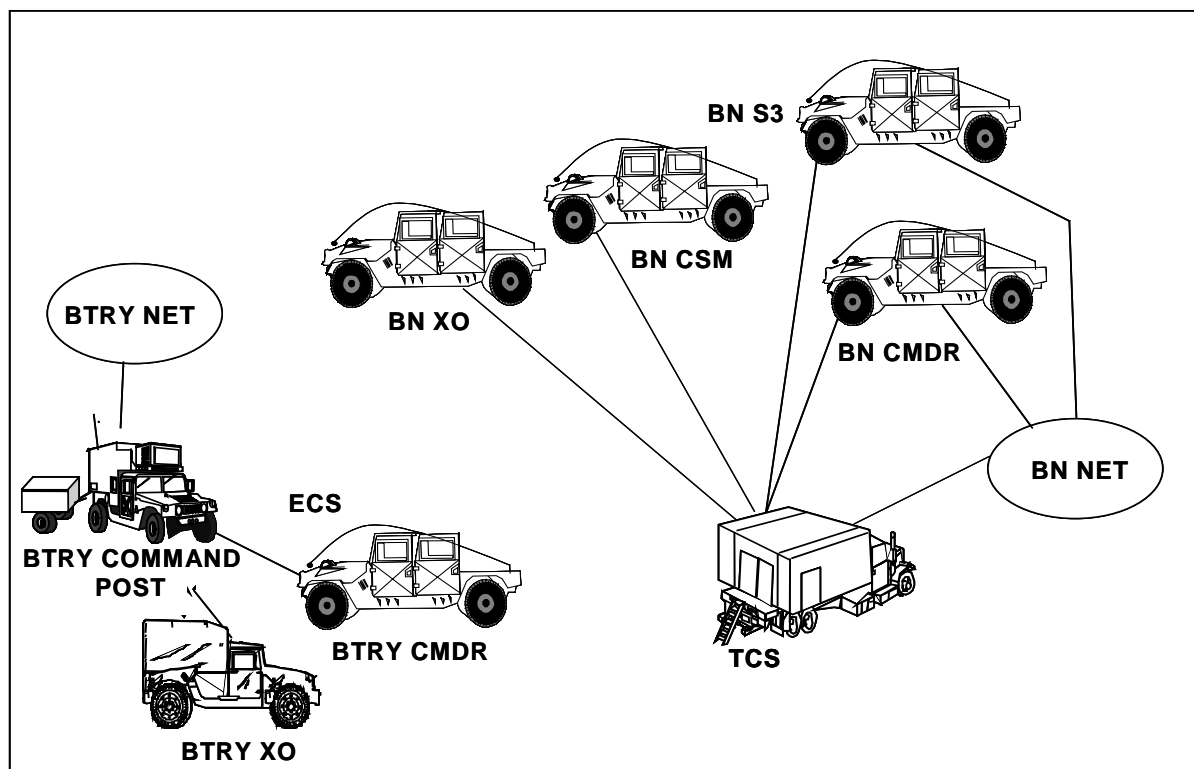 BN S3
BN CSM
BTRY NET
BN XO
BN CMDR
BN NET
ECS
BTRY COMMAND
POST
BTRY CMDR
TCS
BTRY XO